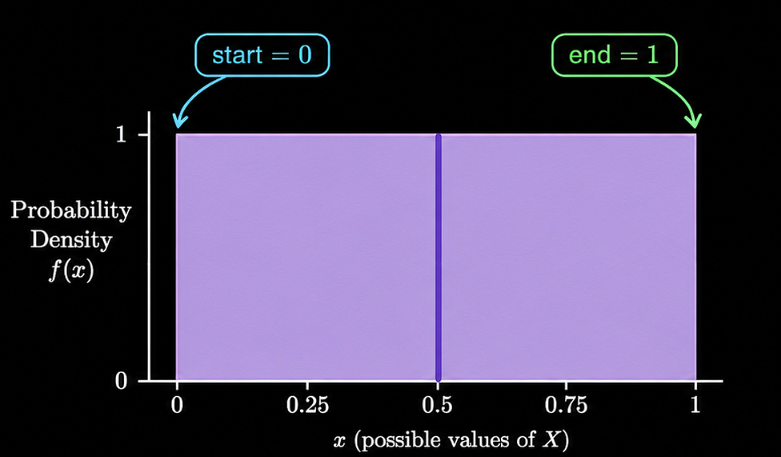 start = 0
end = 1
1
Probability
Density
f(x)
0
0
0.25
0.5
0.75
1
x (possible values of X)